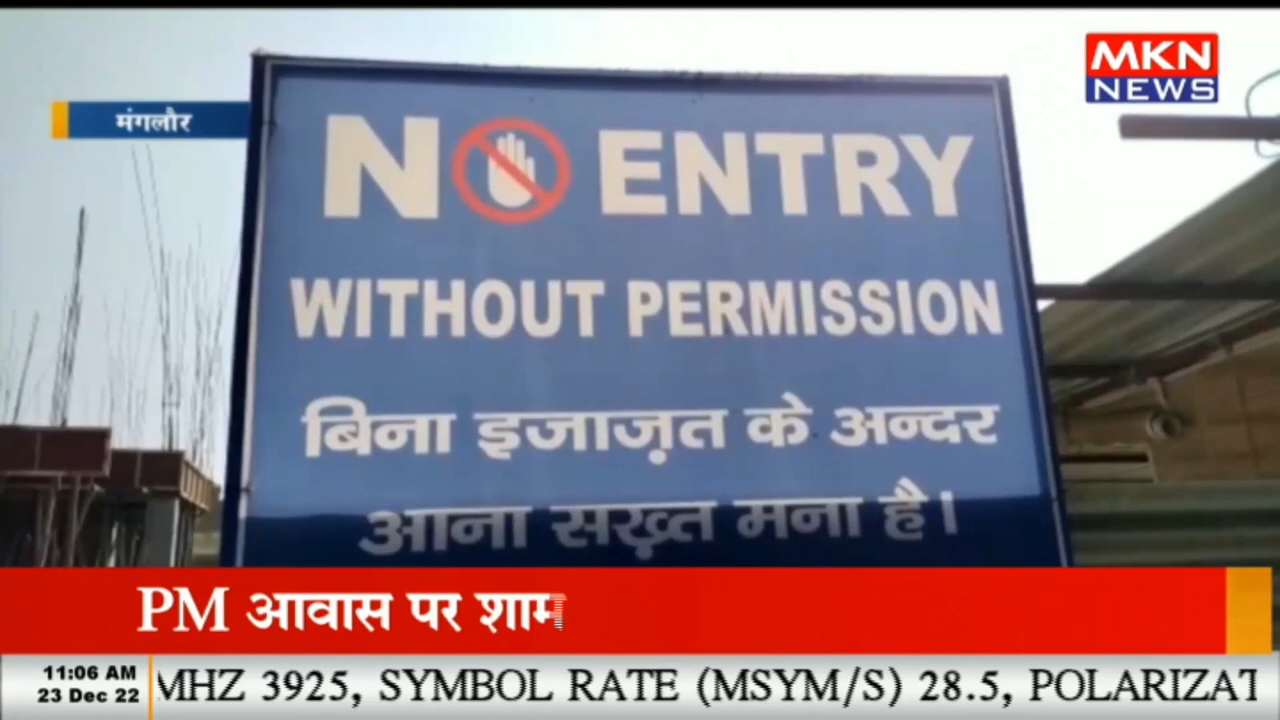 MKN
NEWS
मंगलौर
NO ENTRY
WITHOUT PERMISSION
बिना इजाज़त के अन्दर
आना सख़्त मना है।
PM आवास पर शाम
11:06 AM
23 Dec 22
MHZ 3925, SYMBOL RATE (MSYM/S) 28.5, POLARIZAT